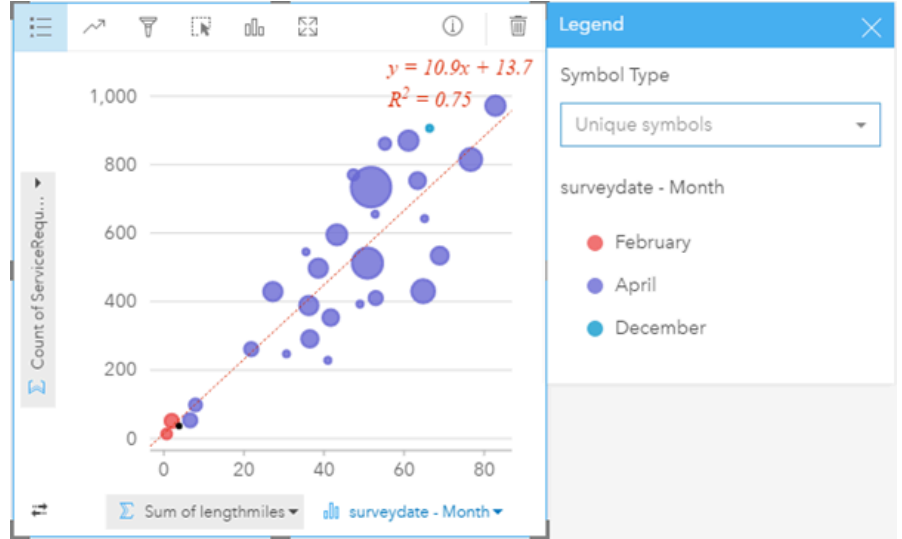 Legend
y = 10.9x + 13.7
R² = 0.75
Symbol Type
Unique symbols
surveydate - Month
February
April
December
1,000
800
600
400
200
0
Count of ServiceRequ...
0 20 40 60 80
Sum of lengthmiles
surveydate - Month